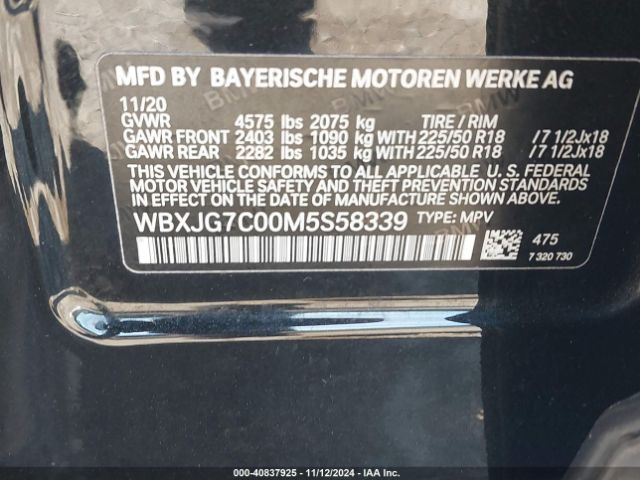 MFD BY BAYERISCHE MOTOREN WERKE AG
11/20
GVWR 4575 lbs 2075 kg TIRE / RIM
GAWR FRONT 2403 lbs 1090 kg WITH 225/50 R18 /7 1/2Jx18
GAWR REAR 2282 lbs 1035 kg WITH 225/50 R18 /7 1/2Jx18
THIS VEHICLE CONFORMS TO ALL APPLICABLE U. S. FEDERAL
MOTOR VEHICLE SAFETY, BUMPER, AND THEFT PREVENTION
STANDARDS IN EFFECT ON THE DATE OF MANUFACTURE SHOWN ABOVE.
WBXJG7C00M5S58339 TYPE: MPV
475
7 320 730
000-40837925 - 11/12/2024 - IAA Inc.